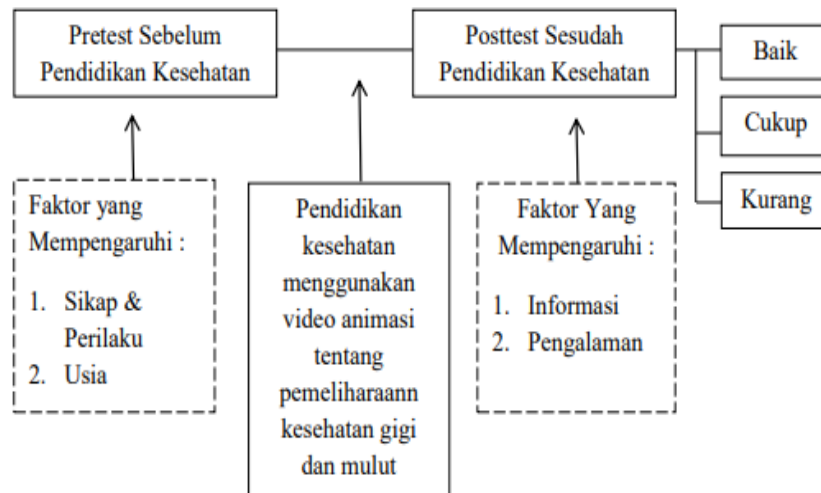 Pretest Sebelum
Pendidikan Kesehatan
Posttest Sesudah
Pendidikan Kesehatan
Baik
Cukup
Kurang
Faktor yang
Mempengaruhi :
1. Sikap &
Perilaku
2. Usia
Pendidikan
kesehatan
menggunakan
video animasi
tentang
pemeliharaann
kesehatan gigi
dan mulut
Faktor Yang
Mempengaruhi :
1. Informasi
2. Pengalaman